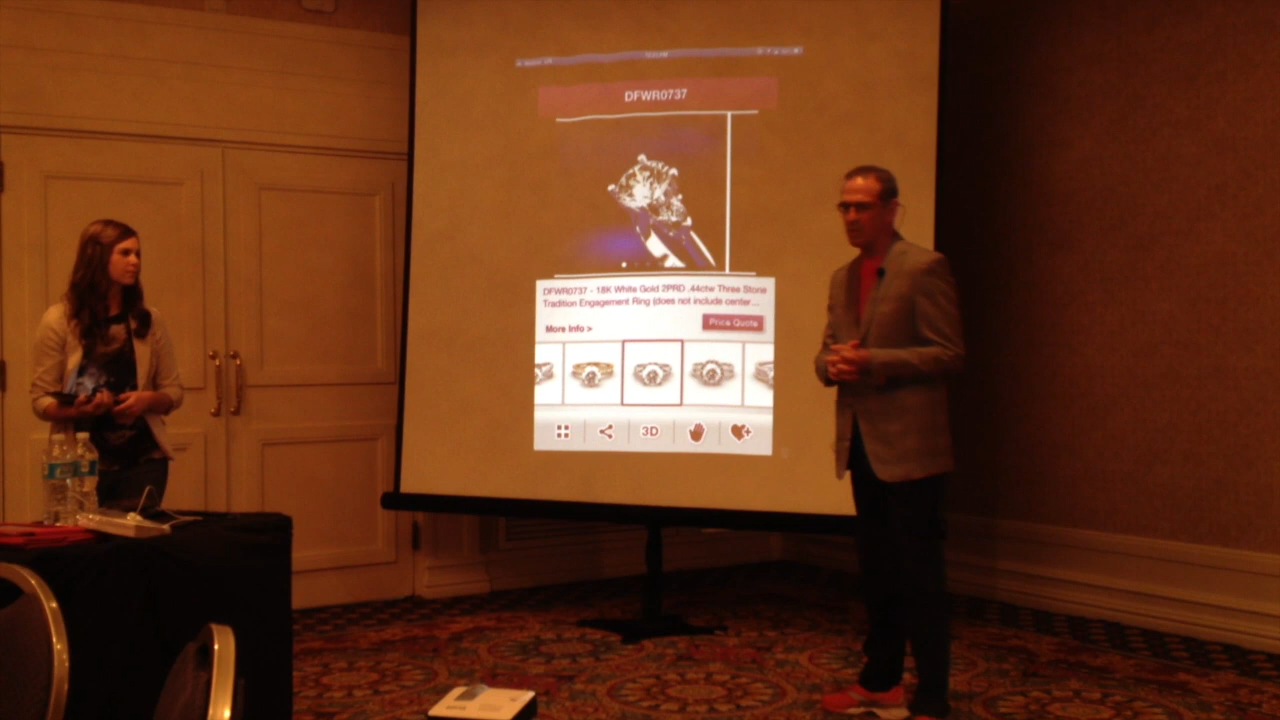 DFWR0737
DFWR0737 - 18K White Gold 2PRD .44ctw Three Stone
Tradition Engagement Ring (does not include center...
More Info >
Price Quote
3D